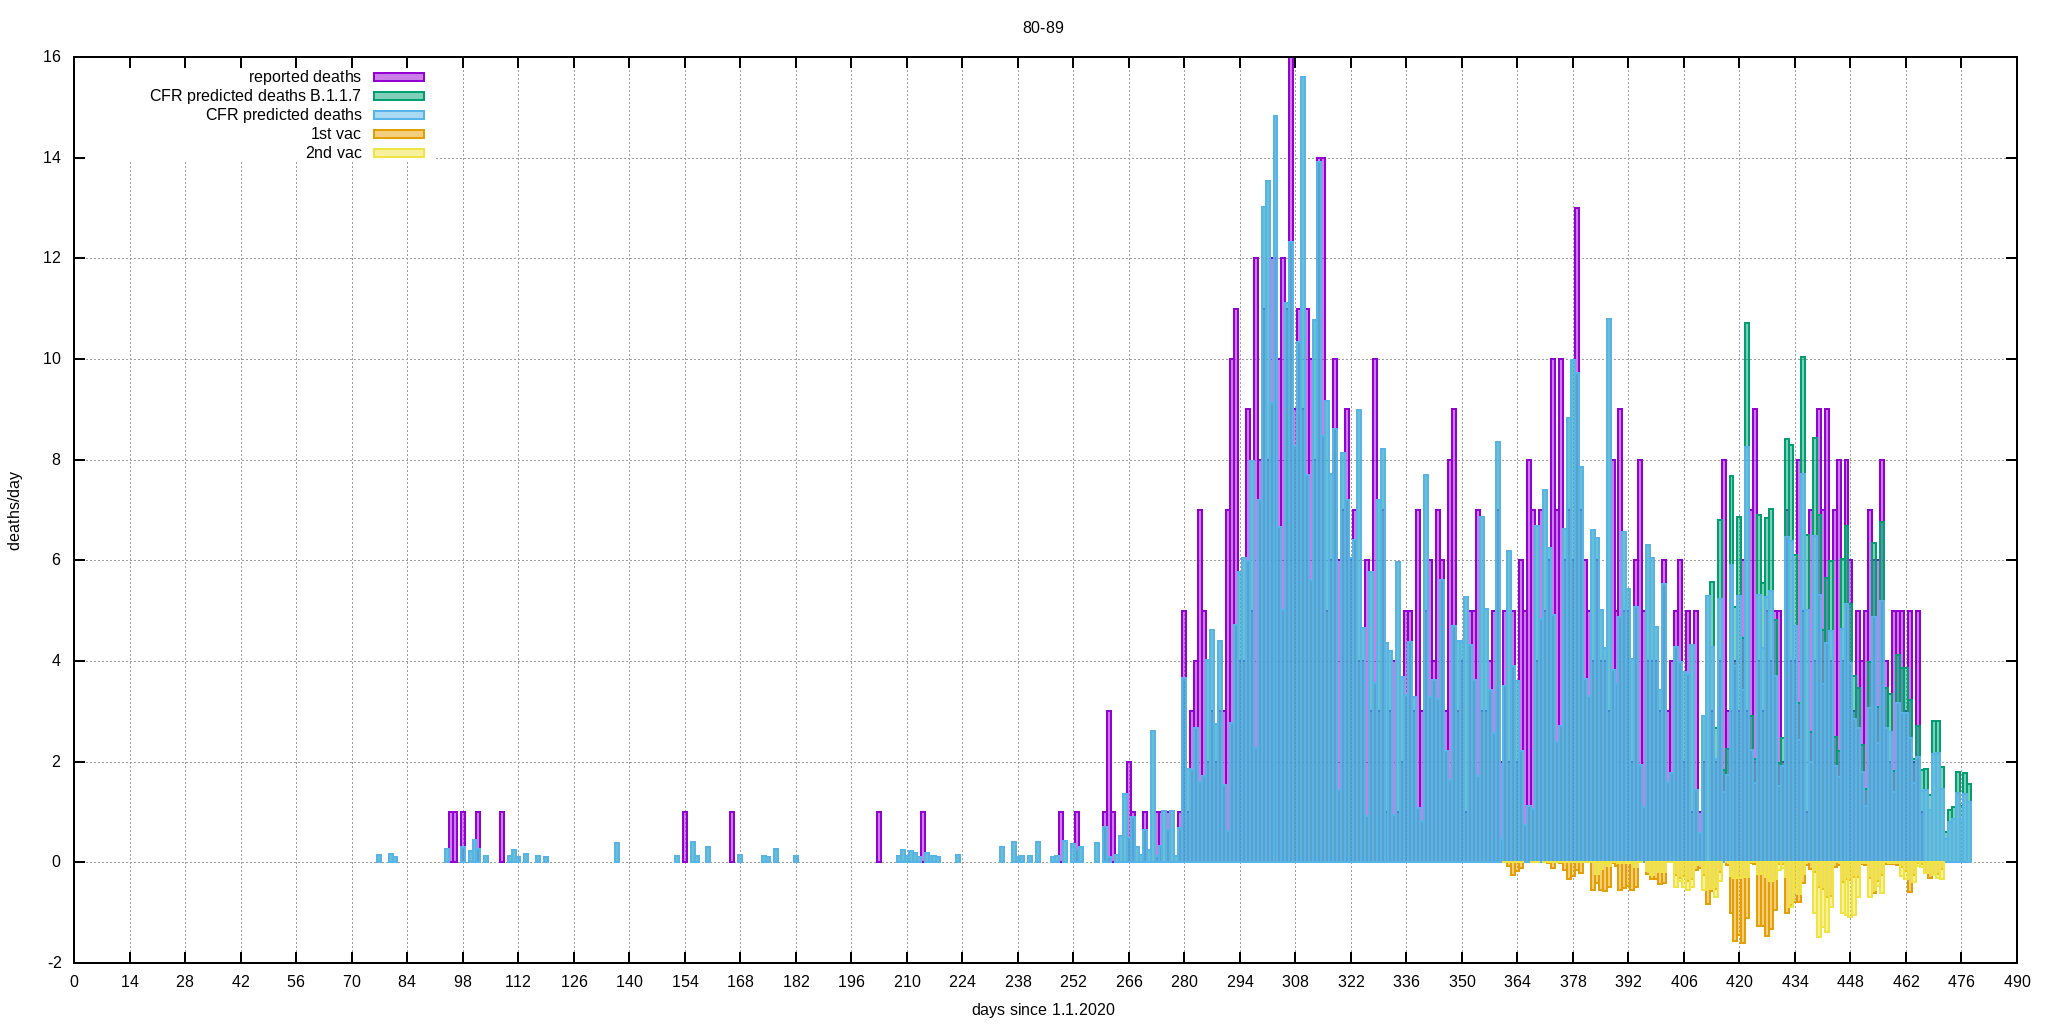 80-89
reported deaths
CFR predicted deaths B.1.1.7
CFR predicted deaths
1st vac
2nd vac
16
14
12
10
8
6
4
2
0
-2
deaths/day
0 14 28 42 56 70 84 98 112 126 140 154 168 182 196 210 224 238 252 266 280 294 308 322 336 350 364 378 392 406 420 434 448 462 476 490
days since 1.1.2020